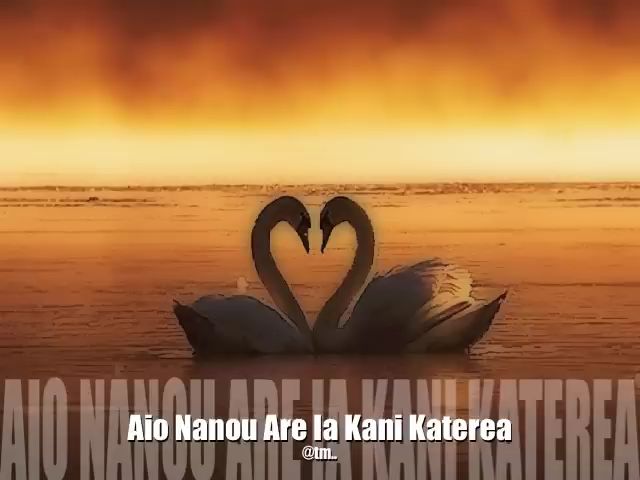 AIO NANOU ARE IA KANI KATEREA
Aio Nanou Are Ia Kani Katerea
@tm..